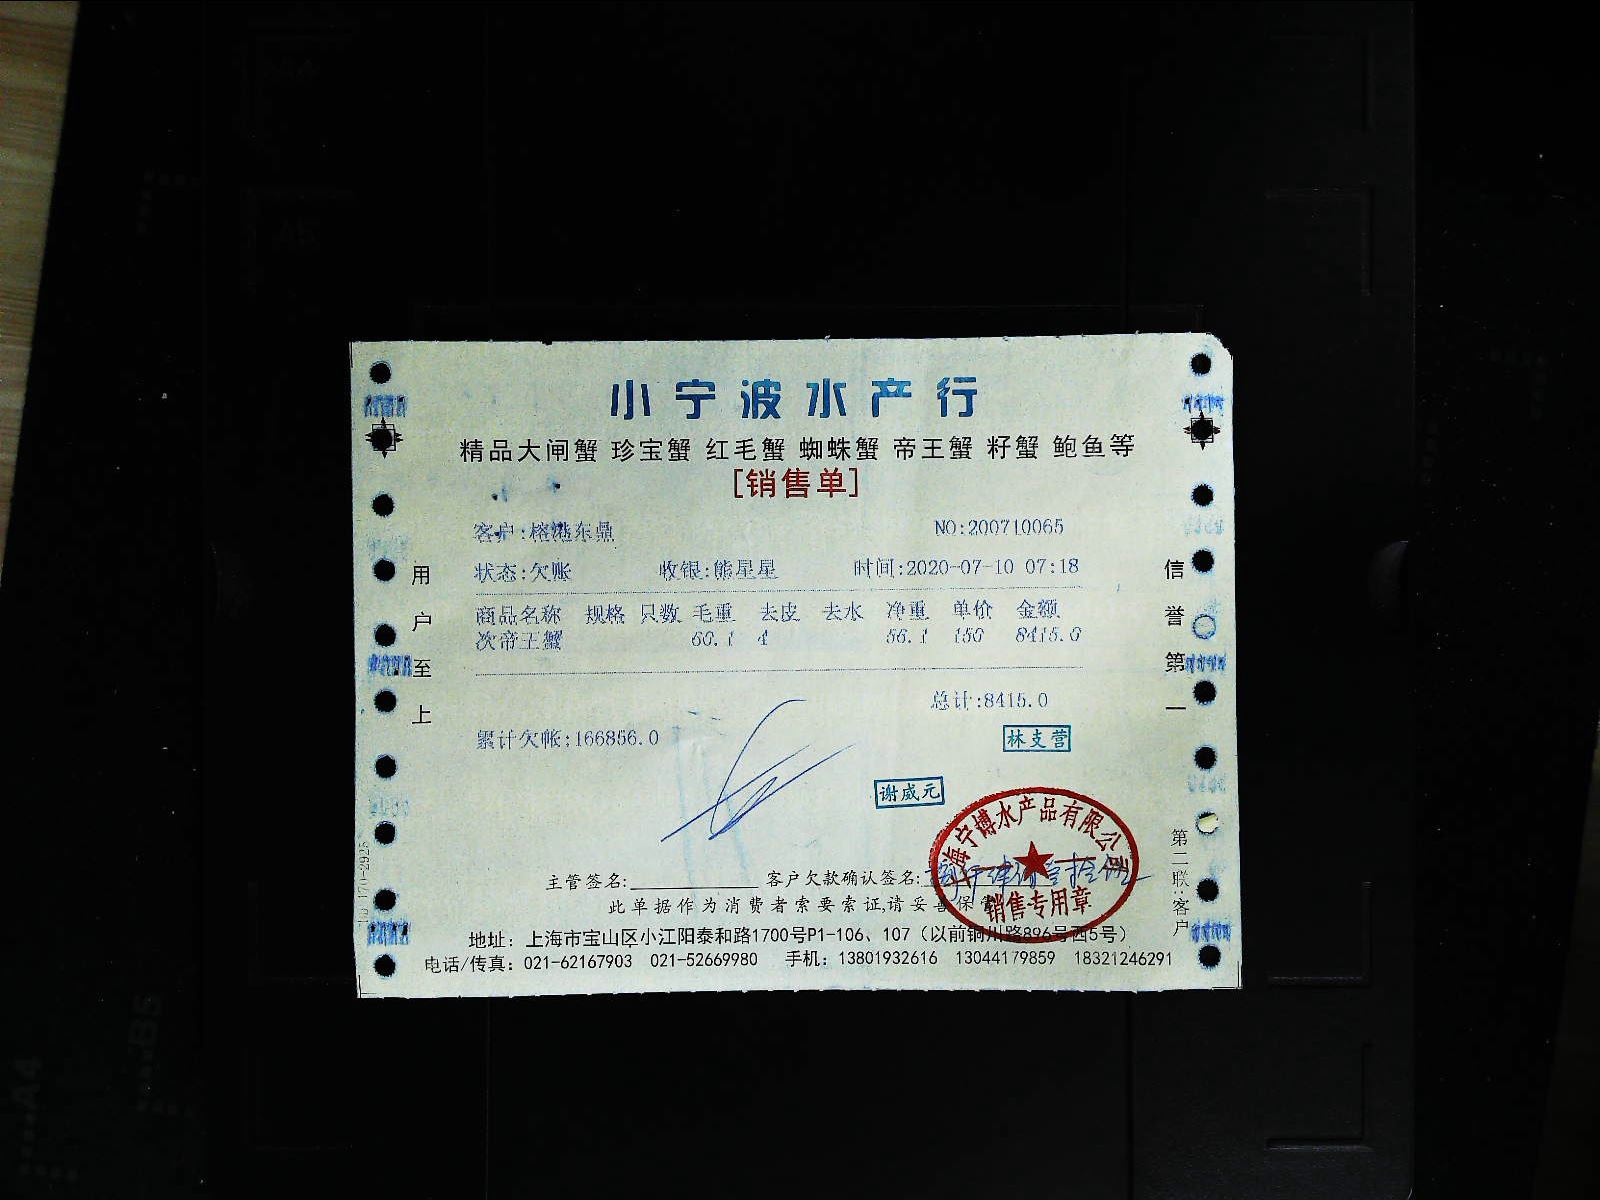 小宁波水产行
精品大闸蟹 珍宝蟹 红毛蟹 蜘蛛蟹 帝王蟹 籽蟹 鲍鱼等
[销售单]
客户:榕港东鼎 NO:200710065
状态:欠账 收银:熊星星 时间:2020-07-10 07:18
商品名称 规格 只数 毛重 去皮 去水 净重 单价 金额
次帝王蟹 60.1 4 56.1 150 8415.0
总计:8415.0
累计欠帐:166856.0
林支营
谢威元
上海宁博水产品有限公司
销售专用章
主管签名: 客户欠款确认签名: 捌仟肆佰壹拾伍
此单据作为消费者索要索证,请妥善保管
地址：上海市宝山区小江阳泰和路1700号P1-106、107（以前铜川路896号西5号）
电话/传真：021-62167903 021-52669980 手机：13801932616 13044179859 18321246291
用户至上
信誉第一
第二联:客户